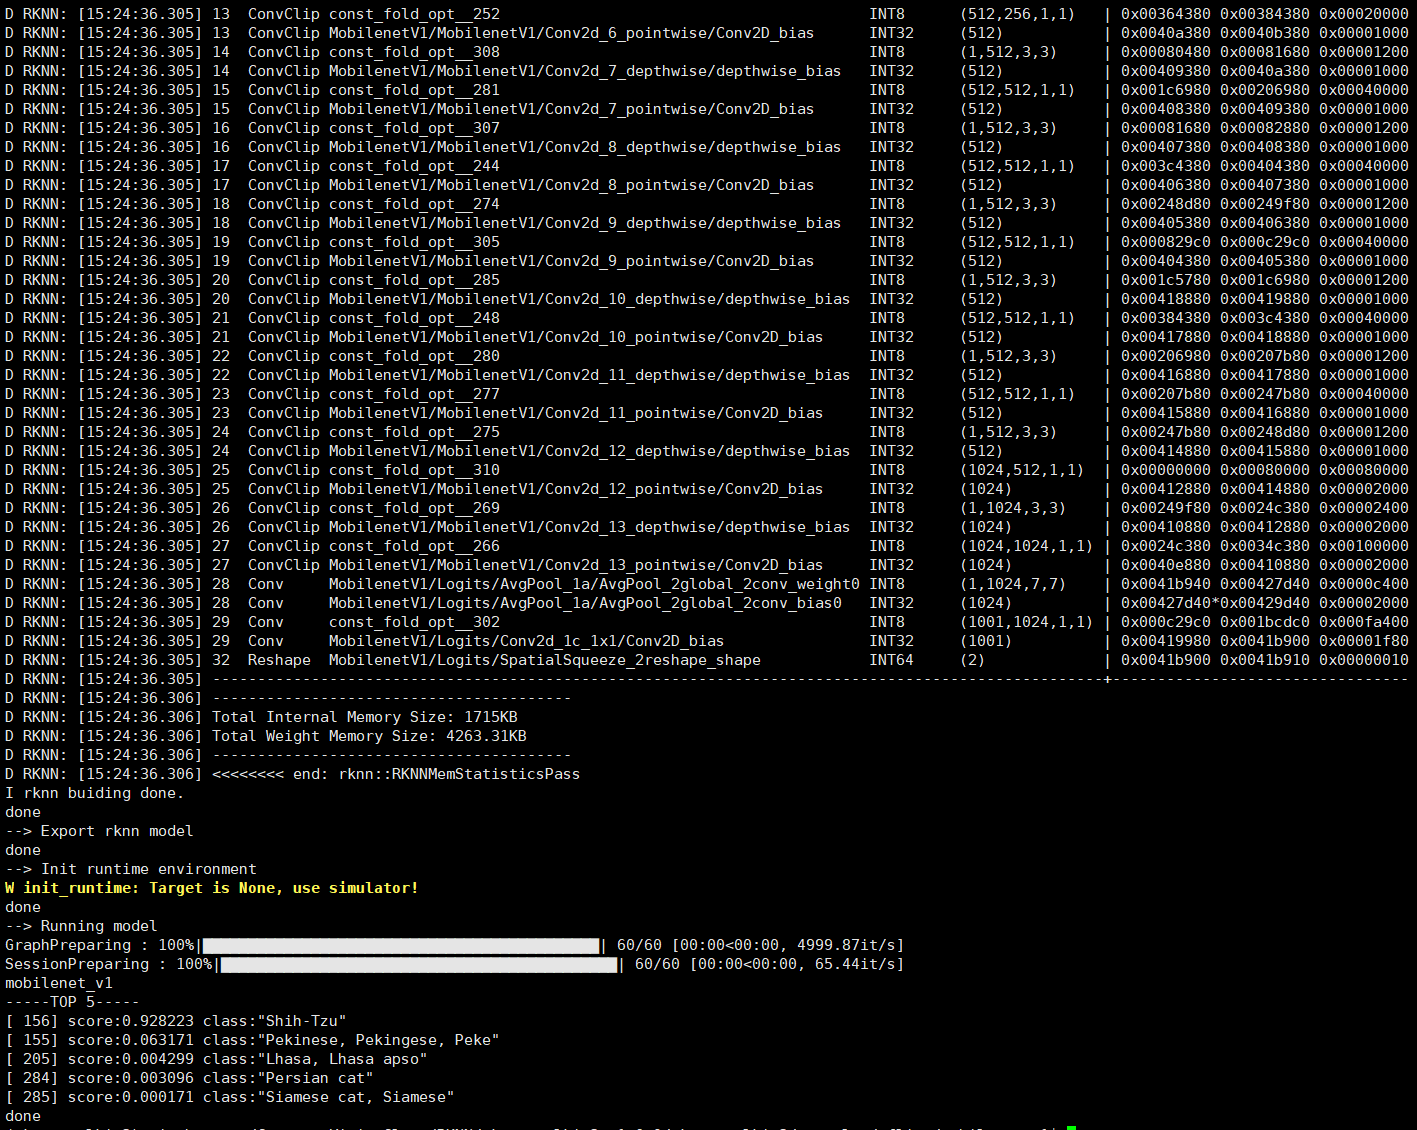 D RKNN: [15:24:36.305] 13  ConvClip const_fold_opt__252                                         INT8      (512,256,1,1)   | 0x00364380 0x00384380 0x00020000
D RKNN: [15:24:36.305] 13  ConvClip MobilenetV1/MobilenetV1/Conv2d_6_pointwise/Conv2D_bias      INT32     (512)           | 0x0040a380 0x0040b380 0x00001000
D RKNN: [15:24:36.305] 14  ConvClip const_fold_opt__308                                         INT8      (1,512,3,3)     | 0x00080480 0x00081680 0x00001200
D RKNN: [15:24:36.305] 14  ConvClip MobilenetV1/MobilenetV1/Conv2d_7_depthwise/depthwise_bias   INT32     (512)           | 0x00409380 0x0040a380 0x00001000
D RKNN: [15:24:36.305] 15  ConvClip const_fold_opt__281                                         INT8      (512,512,1,1)   | 0x001c6980 0x00206980 0x00040000
D RKNN: [15:24:36.305] 15  ConvClip MobilenetV1/MobilenetV1/Conv2d_7_pointwise/Conv2D_bias      INT32     (512)           | 0x00408380 0x00409380 0x00001000
D RKNN: [15:24:36.305] 16  ConvClip const_fold_opt__307                                         INT8      (1,512,3,3)     | 0x00081680 0x00082880 0x00001200
D RKNN: [15:24:36.305] 16  ConvClip MobilenetV1/MobilenetV1/Conv2d_8_depthwise/depthwise_bias   INT32     (512)           | 0x00407380 0x00408380 0x00001000
D RKNN: [15:24:36.305] 17  ConvClip const_fold_opt__244                                         INT8      (512,512,1,1)   | 0x003c4380 0x00404380 0x00040000
D RKNN: [15:24:36.305] 17  ConvClip MobilenetV1/MobilenetV1/Conv2d_8_pointwise/Conv2D_bias      INT32     (512)           | 0x00406380 0x00407380 0x00001000
D RKNN: [15:24:36.305] 18  ConvClip const_fold_opt__274                                         INT8      (1,512,3,3)     | 0x00248d80 0x00249f80 0x00001200
D RKNN: [15:24:36.305] 18  ConvClip MobilenetV1/MobilenetV1/Conv2d_9_depthwise/depthwise_bias   INT32     (512)           | 0x00405380 0x00406380 0x00001000
D RKNN: [15:24:36.305] 19  ConvClip const_fold_opt__305                                         INT8      (512,512,1,1)   | 0x000829c0 0x000c29c0 0x00040000
D RKNN: [15:24:36.305] 19  ConvClip MobilenetV1/MobilenetV1/Conv2d_9_pointwise/Conv2D_bias      INT32     (512)           | 0x00404380 0x00405380 0x00001000
D RKNN: [15:24:36.305] 20  ConvClip const_fold_opt__285                                         INT8      (1,512,3,3)     | 0x001c5780 0x001c6980 0x00001200
D RKNN: [15:24:36.305] 20  ConvClip MobilenetV1/MobilenetV1/Conv2d_10_depthwise/depthwise_bias  INT32     (512)           | 0x00418880 0x00419880 0x00001000
D RKNN: [15:24:36.305] 21  ConvClip const_fold_opt__248                                         INT8      (512,512,1,1)   | 0x00384380 0x003c4380 0x00040000
D RKNN: [15:24:36.305] 21  ConvClip MobilenetV1/MobilenetV1/Conv2d_10_pointwise/Conv2D_bias     INT32     (512)           | 0x00417880 0x00418880 0x00001000
D RKNN: [15:24:36.305] 22  ConvClip const_fold_opt__280                                         INT8      (1,512,3,3)     | 0x00206980 0x00207b80 0x00001200
D RKNN: [15:24:36.305] 22  ConvClip MobilenetV1/MobilenetV1/Conv2d_11_depthwise/depthwise_bias  INT32     (512)           | 0x00416880 0x00417880 0x00001000
D RKNN: [15:24:36.305] 23  ConvClip const_fold_opt__277                                         INT8      (512,512,1,1)   | 0x00207b80 0x00247b80 0x00040000
D RKNN: [15:24:36.305] 23  ConvClip MobilenetV1/MobilenetV1/Conv2d_11_pointwise/Conv2D_bias     INT32     (512)           | 0x00415880 0x00416880 0x00001000
D RKNN: [15:24:36.305] 24  ConvClip const_fold_opt__275                                         INT8      (1,512,3,3)     | 0x00247b80 0x00248d80 0x00001200
D RKNN: [15:24:36.305] 24  ConvClip MobilenetV1/MobilenetV1/Conv2d_12_depthwise/depthwise_bias  INT32     (512)           | 0x00414880 0x00415880 0x00001000
D RKNN: [15:24:36.305] 25  ConvClip const_fold_opt__310                                         INT8      (1024,512,1,1)  | 0x00000000 0x00080000 0x00080000
D RKNN: [15:24:36.305] 25  ConvClip MobilenetV1/MobilenetV1/Conv2d_12_pointwise/Conv2D_bias     INT32     (1024)          | 0x00412880 0x00414880 0x00002000
D RKNN: [15:24:36.305] 26  ConvClip const_fold_opt__269                                         INT8      (1,1024,3,3)    | 0x00249f80 0x0024c380 0x00002400
D RKNN: [15:24:36.305] 26  ConvClip MobilenetV1/MobilenetV1/Conv2d_13_depthwise/depthwise_bias  INT32     (1024)          | 0x00410880 0x00412880 0x00002000
D RKNN: [15:24:36.305] 27  ConvClip const_fold_opt__266                                         INT8      (1024,1024,1,1) | 0x0024c380 0x0034c380 0x00100000
D RKNN: [15:24:36.305] 27  ConvClip MobilenetV1/MobilenetV1/Conv2d_13_pointwise/Conv2D_bias     INT32     (1024)          | 0x0040e880 0x00410880 0x00002000
D RKNN: [15:24:36.305] 28  Conv     MobilenetV1/Logits/AvgPool_1a/AvgPool_2global_2conv_weight0 INT8      (1,1024,7,7)    | 0x0041b940 0x00427d40 0x0000c400
D RKNN: [15:24:36.305] 28  Conv     MobilenetV1/Logits/AvgPool_1a/AvgPool_2global_2conv_bias0   INT32     (1024)          | 0x00427d40*0x00429d40 0x00002000
D RKNN: [15:24:36.305] 29  Conv     const_fold_opt__302                                         INT8      (1001,1024,1,1) | 0x000c29c0 0x001bcdc0 0x000fa400
D RKNN: [15:24:36.305] 29  Conv     MobilenetV1/Logits/Conv2d_1c_1x1/Conv2D_bias                INT32     (1001)          | 0x00419980 0x0041b900 0x00001f80
D RKNN: [15:24:36.305] 32  Reshape  MobilenetV1/Logits/SpatialSqueeze_2reshape_shape            INT64     (2)             | 0x0041b900 0x0041b910 0x00000010
D RKNN: [15:24:36.305] ---------------------------------------------------------------------------------------------------+---------------------------------
D RKNN: [15:24:36.306] ----------------------------------------
D RKNN: [15:24:36.306] Total Internal Memory Size: 1715KB
D RKNN: [15:24:36.306] Total Weight Memory Size: 4263.31KB
D RKNN: [15:24:36.306] ----------------------------------------
D RKNN: [15:24:36.306] <<<<<<<< end: rknn::RKNNMemStatisticsPass
I rknn buiding done.
done
--> Export rknn model
done
--> Init runtime environment
W init_runtime: Target is None, use simulator!
done
--> Running model
GraphPreparing : 100%|████████████████████████████████████████████| 60/60 [00:00<00:00, 4999.87it/s]
SessionPreparing : 100%|████████████████████████████████████████████| 60/60 [00:00<00:00, 65.44it/s]
mobilenet_v1
-----TOP 5-----
[ 156] score:0.928223 class:"Shih-Tzu"
[ 155] score:0.063171 class:"Pekinese, Pekingese, Peke"
[ 205] score:0.004299 class:"Lhasa, Lhasa apso"
[ 284] score:0.003096 class:"Persian cat"
[ 285] score:0.000171 class:"Siamese cat, Siamese"
done